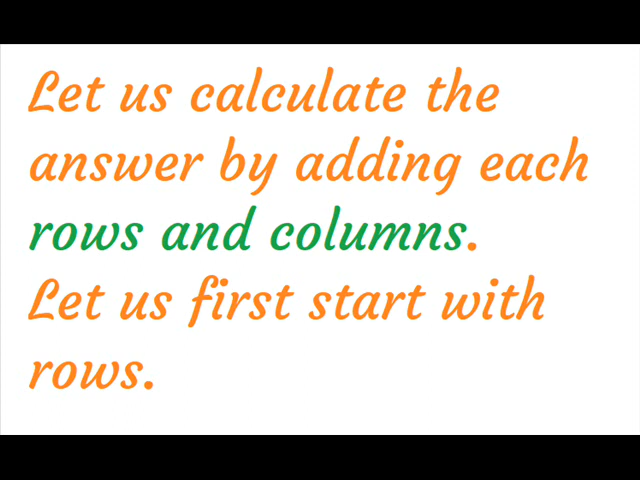 Let us calculate the
answer by adding each
rows and columns.
Let us first start with
rows.